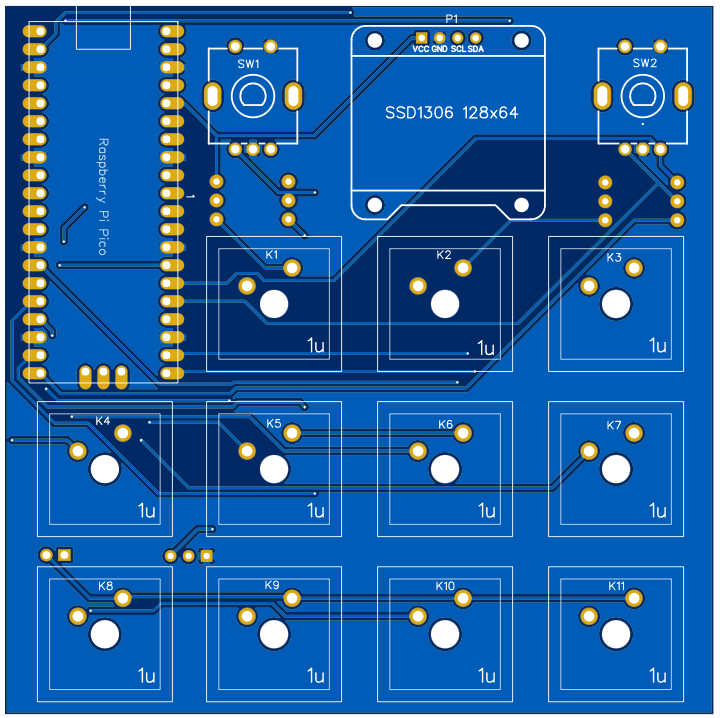 P1
VCC GND SCL SDA
SW1
SW2
SSD1306 128x64
Raspberry Pi Pico
1
K1
K2
K3
1u
1u
1u
K4
K5
K6
K7
1u
1u
1u
1u
K8
K9
K10
K11
1u
1u
1u
1u